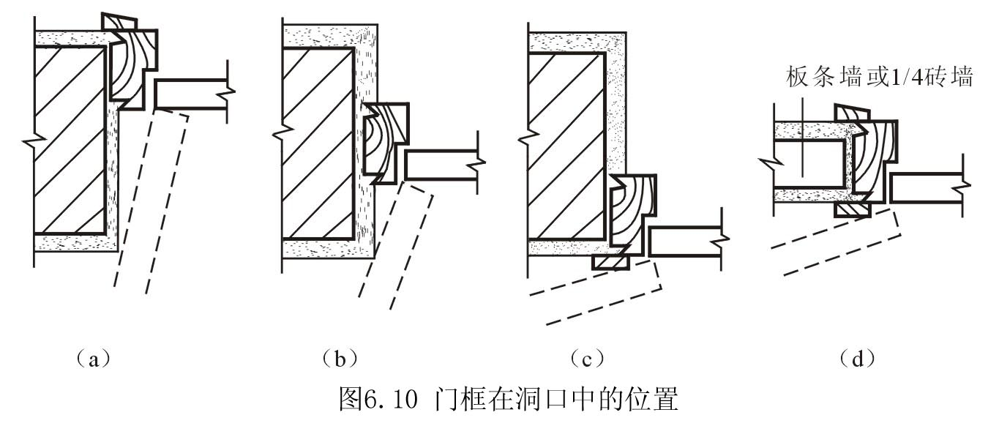 板条墙或1/4砖墙
（a） （b） （c） （d）
图6.10 门框在洞口中的位置